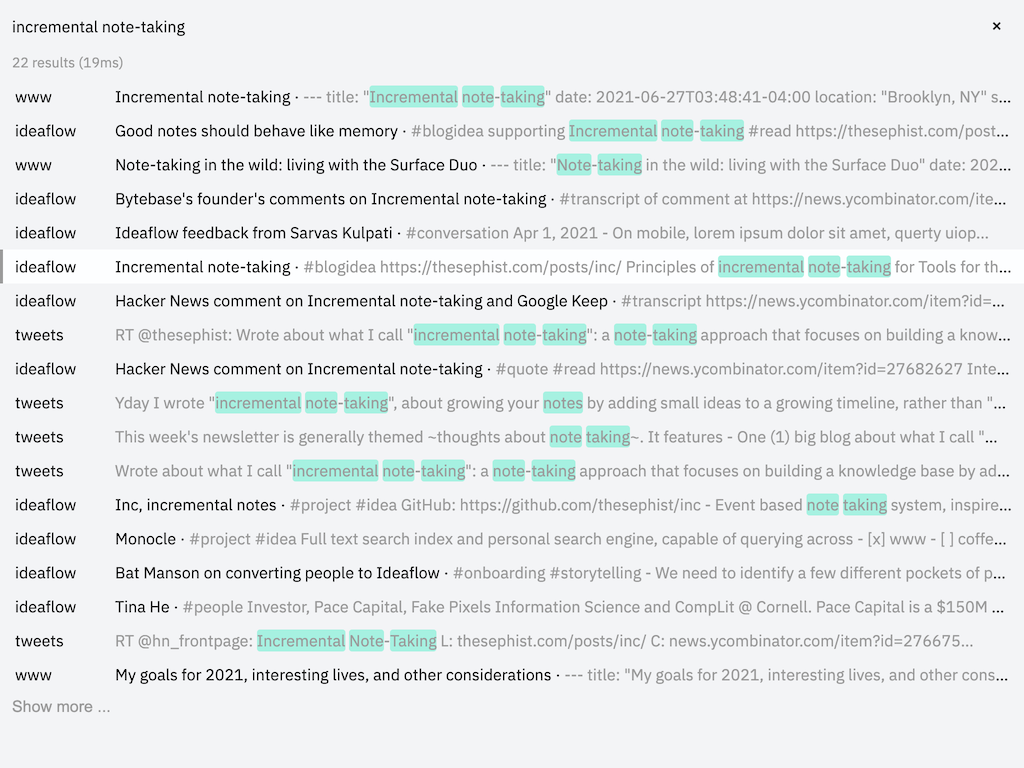 incremental note-taking ×
22 results (19ms)
www Incremental note-taking · --- title: "Incremental note-taking" date: 2021-06-27T03:48:41-04:00 location: "Brooklyn, NY" s...
ideaflow Good notes should behave like memory · #blogidea supporting Incremental note-taking #read https://thesephist.com/post...
www Note-taking in the wild: living with the Surface Duo · --- title: "Note-taking in the wild: living with the Surface Duo" date: 202...
ideaflow Bytebase's founder's comments on Incremental note-taking · #transcript of comment at https://news.ycombinator.com/ite...
ideaflow Ideaflow feedback from Sarvas Kulpati · #conversation Apr 1, 2021 - On mobile, lorem ipsum dolor sit amet, querty uiop...
ideaflow Incremental note-taking · #blogidea https://thesephist.com/posts/inc/ Principles of incremental note-taking for Tools for th...
ideaflow Hacker News comment on Incremental note-taking and Google Keep · #transcript https://news.ycombinator.com/item?id=...
tweets RT @thesephist: Wrote about what I call "incremental note-taking": a note-taking approach that focuses on building a know...
ideaflow Hacker News comment on Incremental note-taking · #quote #read https://news.ycombinator.com/item?id=27682627 Inte...
tweets Yday I wrote "incremental note-taking", about growing your notes by adding small ideas to a growing timeline, rather than "...
tweets This week's newsletter is generally themed ~thoughts about note taking~. It features - One (1) big blog about what I call "...
tweets Wrote about what I call "incremental note-taking": a note-taking approach that focuses on building a knowledge base by ad...
ideaflow Inc, incremental notes · #project #idea GitHub: https://github.com/thesephist/inc - Event based note taking system, inspire...
ideaflow Monocle · #project #idea Full text search index and personal search engine, capable of querying across - [x] www - [ ] coffe...
ideaflow Bat Manson on converting people to Ideaflow · #onboarding #storytelling - We need to identify a few different pockets of p...
ideaflow Tina He · #people Investor, Pace Capital, Fake Pixels Information Science and CompLit @ Cornell. Pace Capital is a $150M ...
tweets RT @hn_frontpage: Incremental Note-Taking L: thesephist.com/posts/inc/ C: news.ycombinator.com/item?id=276675...
www My goals for 2021, interesting lives, and other considerations · --- title: "My goals for 2021, interesting lives, and other cons...
Show more ...